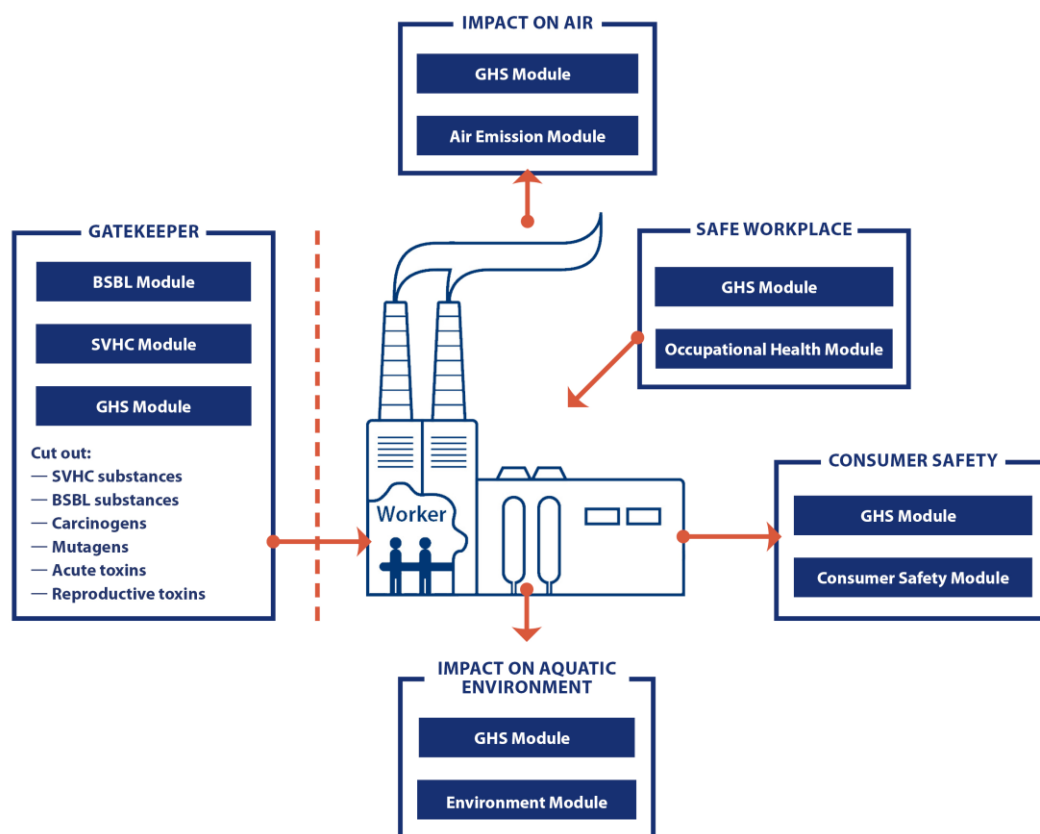 IMPACT ON AIR
GHS Module
Air Emission Module
GATEKEEPER
BSBL Module
SVHC Module
GHS Module
Cut out:
— SVHC substances
— BSBL substances
— Carcinogens
— Mutagens
— Acute toxins
— Reproductive toxins
SAFE WORKPLACE
GHS Module
Occupational Health Module
Worker
CONSUMER SAFETY
GHS Module
Consumer Safety Module
IMPACT ON AQUATIC
ENVIRONMENT
GHS Module
Environment Module